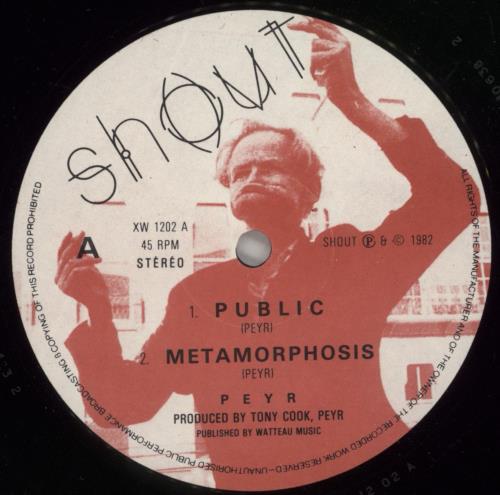 shout
XW 1202 A
45 RPM
STÉRÉO
A
SHOUT Ⓟ & © 1982
1. PUBLIC
(PEYR)
2. METAMORPHOSIS
(PEYR)
PEYR
PRODUCED BY TONY COOK, PEYR
PUBLISHED BY WATTEAU MUSIC
ALL RIGHTS OF THE MANUFACTURER AND OF THE OWNER OF THE RECORDED WORK RESERVED – UNAUTHORISED PUBLIC PERFORMANCE BROADCASTING & COPYING OF THIS RECORD PROHIBITED